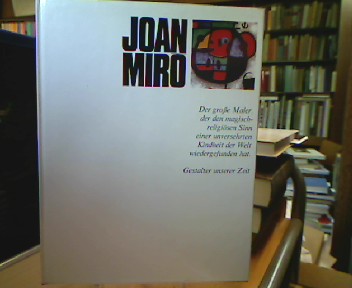 JOAN
MIRO
Der große Maler
der den magisch-
religiösen Sinn
einer unversehrten
Kindheit der Welt
wiedergefunden hat.
Gestalter unserer Zeit